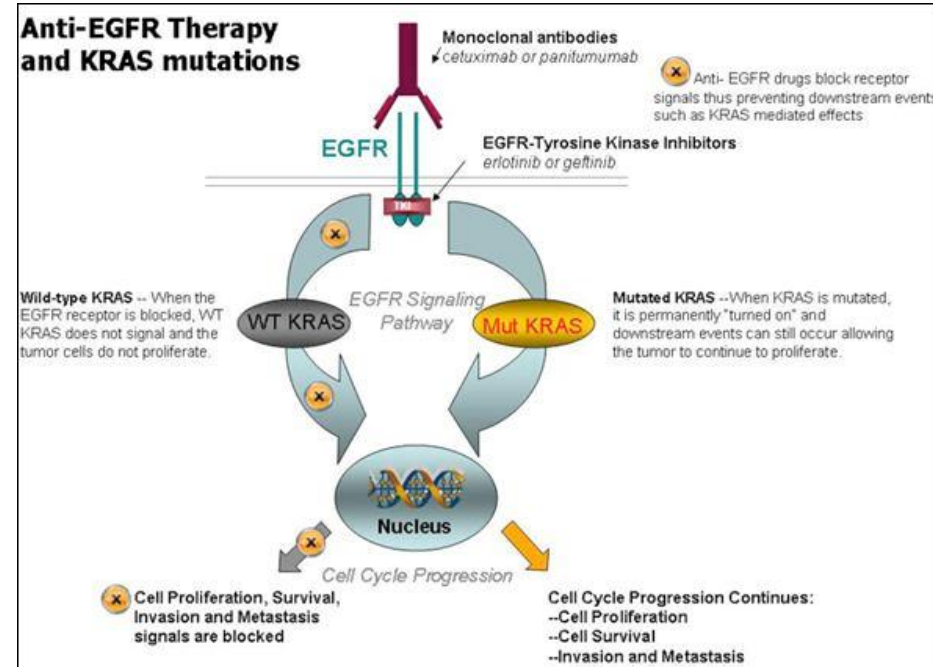 Anti-EGFR Therapy
and KRAS mutations
Monoclonal antibodies
cetuximab or panitumumab
X
Anti- EGFR drugs block receptor
signals thus preventing downstream events
such as KRAS mediated effects
EGFR
EGFR-Tyrosine Kinase Inhibitors
erlotinib or geftinib
TKI
X
Wild-type KRAS -- When the
EGFR receptor is blocked, WT
KRAS does not signal and the
tumor cells do not proliferate.
WT KRAS
EGFR Signaling
Pathway
Mut KRAS
Mutated KRAS --When KRAS is mutated,
it is permanently "turned on" and
downstream events can still occur allowing
the tumor to continue to proliferate.
X
Nucleus
X
Cell Cycle Progression
X
Cell Proliferation, Survival,
Invasion and Metastasis
signals are blocked
Cell Cycle Progression Continues:
--Cell Proliferation
--Cell Survival
--Invasion and Metastasis